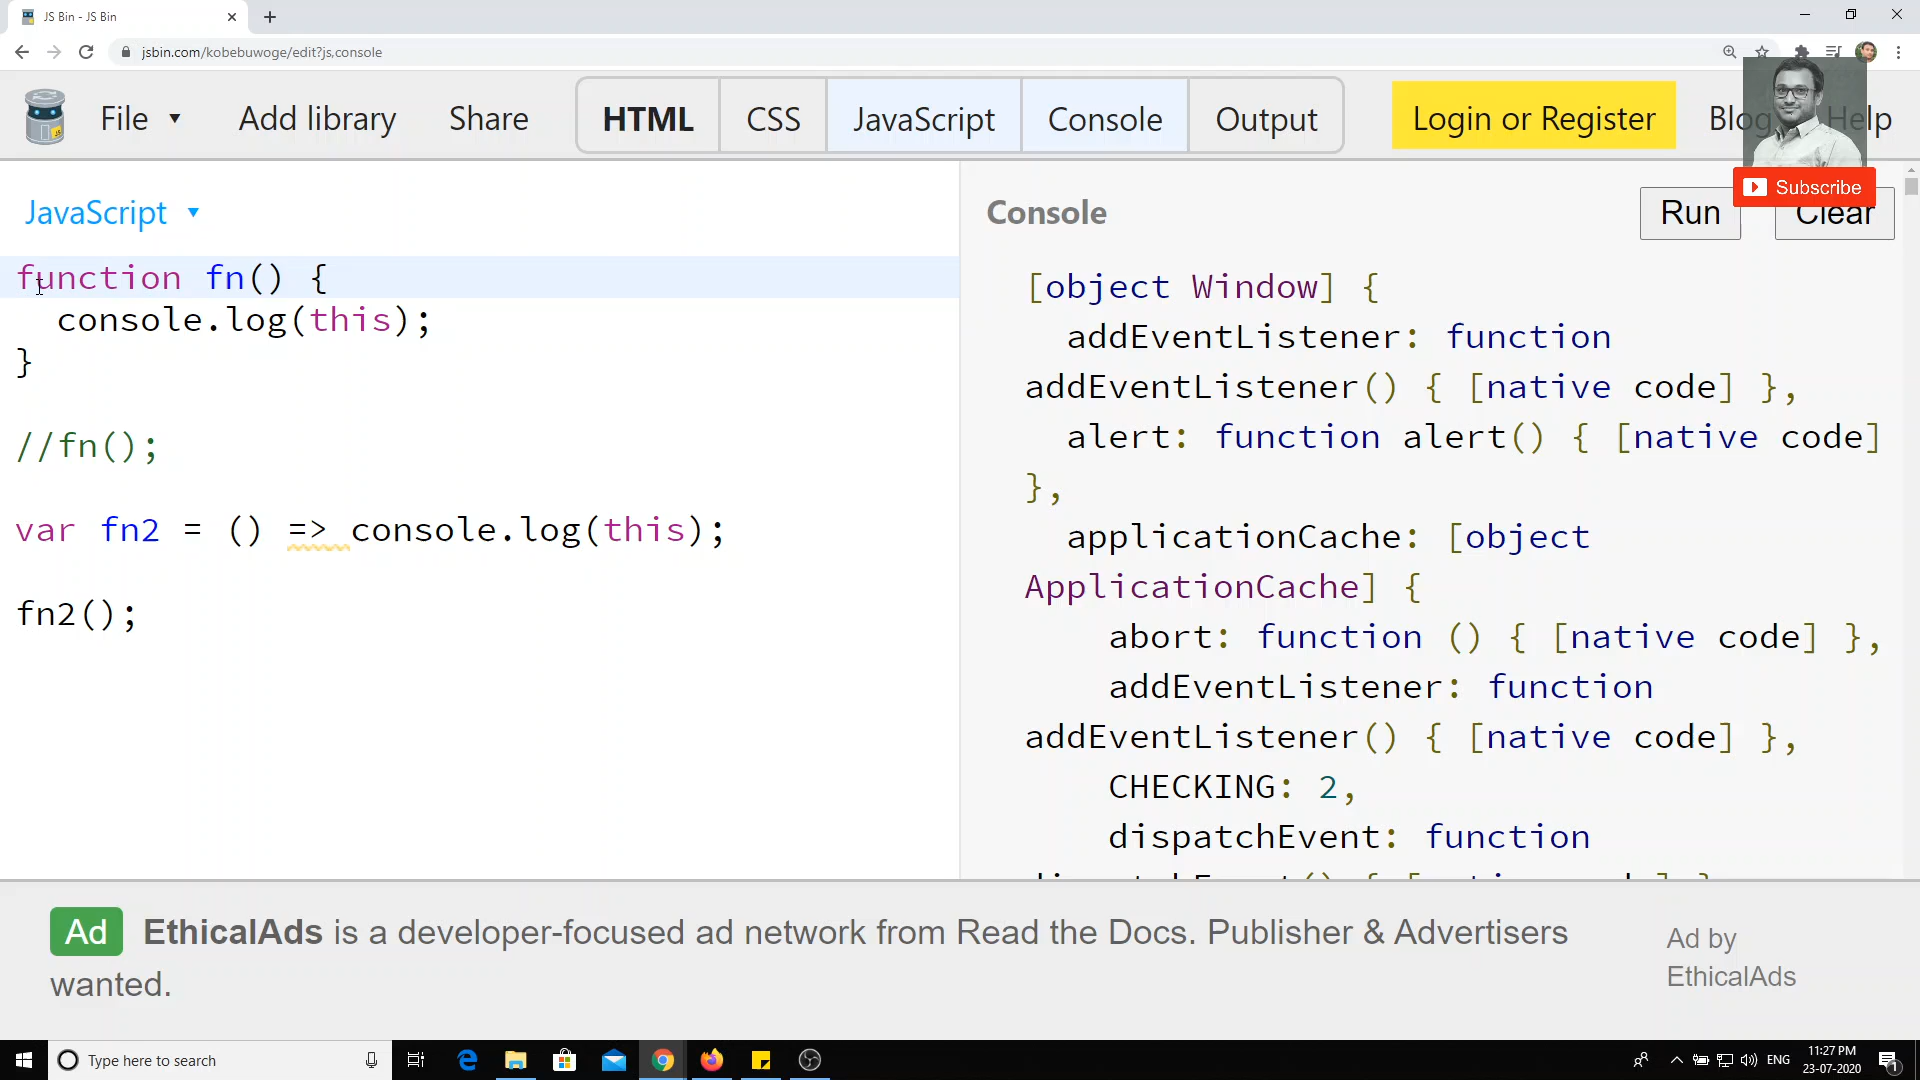 JS Bin - JS Bin
jsbin.com/kobebuwoge/edit?js,console
File Add library Share HTML CSS JavaScript Console Output Login or Register Blog Help
Subscribe
JavaScript
Console
Run
Clear
function fn() {
  console.log(this);
}
//fn();
var fn2 = () => console.log(this);
fn2();
[object Window] {
  addEventListener: function
addEventListener() { [native code] },
  alert: function alert() { [native code]
},
  applicationCache: [object
ApplicationCache] {
    abort: function () { [native code] },
    addEventListener: function
addEventListener() { [native code] },
    CHECKING: 2,
    dispatchEvent: function
Ad EthicalAds is a developer-focused ad network from Read the Docs. Publisher & Advertisers
wanted.
Ad by
EthicalAds
Type here to search
ENG
11:27 PM
23-07-2020
1